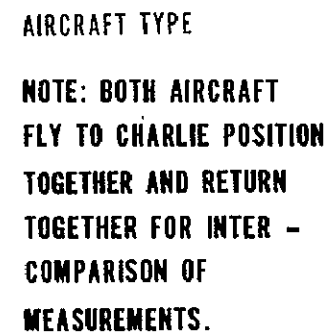 AIRCRAFT TYPE
NOTE: BOTH AIRCRAFT
FLY TO CHARLIE POSITION
TOGETHER AND RETURN
TOGETHER FOR INTER -
COMPARISON OF
MEASUREMENTS.